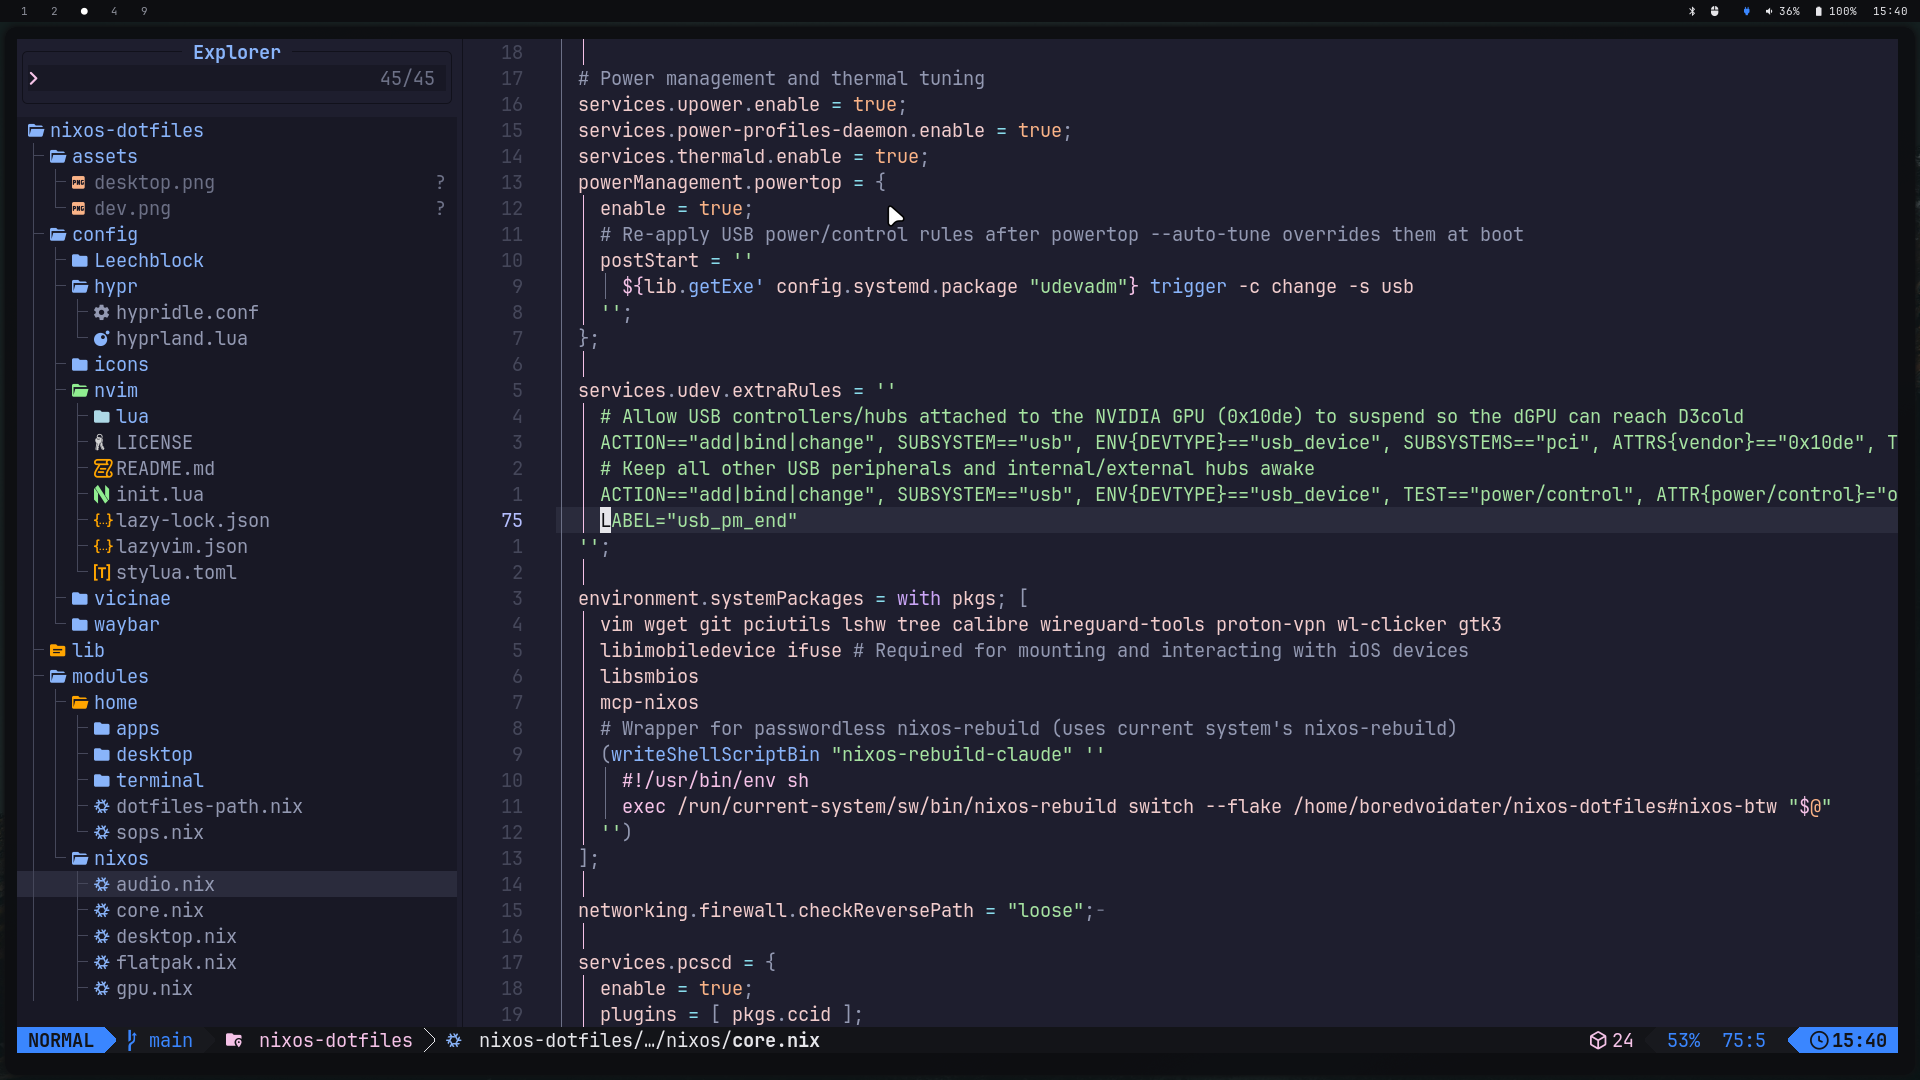 1 2 4 9
36% 100% 15:40
Explorer
45/45
nixos-dotfiles
assets
desktop.png ?
dev.png ?
config
Leechblock
hypr
hypridle.conf
hyprland.lua
icons
nvim
lua
LICENSE
README.md
init.lua
lazy-lock.json
lazyvim.json
stylua.toml
vicinae
waybar
lib
modules
home
apps
desktop
terminal
dotfiles-path.nix
sops.nix
nixos
audio.nix
core.nix
desktop.nix
flatpak.nix
gpu.nix
18
17 # Power management and thermal tuning
16 services.upower.enable = true;
15 services.power-profiles-daemon.enable = true;
14 services.thermald.enable = true;
13 powerManagement.powertop = {
12 enable = true;
11 # Re-apply USB power/control rules after powertop --auto-tune overrides them at boot
10 postStart = ''
9 ${lib.getExe' config.systemd.package "udevadm"} trigger -c change -s usb
8 '';
7 };
6
5 services.udev.extraRules = ''
4 # Allow USB controllers/hubs attached to the NVIDIA GPU (0x10de) to suspend so the dGPU can reach D3cold
3 ACTION=="add|bind|change", SUBSYSTEM=="usb", ENV{DEVTYPE}=="usb_device", SUBSYSTEMS=="pci", ATTRS{vendor}=="0x10de", T
2 # Keep all other USB peripherals and internal/external hubs awake
1 ACTION=="add|bind|change", SUBSYSTEM=="usb", ENV{DEVTYPE}=="usb_device", TEST=="power/control", ATTR{power/control}="o
75 LABEL="usb_pm_end"
1 '';
2
3 environment.systemPackages = with pkgs; [
4 vim wget git pciutils lshw tree calibre wireguard-tools proton-vpn wl-clicker gtk3
5 libimobiledevice ifuse # Required for mounting and interacting with iOS devices
6 libsmbios
7 mcp-nixos
8 # Wrapper for passwordless nixos-rebuild (uses current system's nixos-rebuild)
9 (writeShellScriptBin "nixos-rebuild-claude" ''
10 #!/usr/bin/env sh
11 exec /run/current-system/sw/bin/nixos-rebuild switch --flake /home/boredvoidater/nixos-dotfiles#nixos-btw "$@"
12 '')
13 ];
14
15 networking.firewall.checkReversePath = "loose";-
16
17 services.pcscd = {
18 enable = true;
19 plugins = [ pkgs.ccid ];
NORMAL main nixos-dotfiles nixos-dotfiles/…/nixos/core.nix 24 53% 75:5 15:40